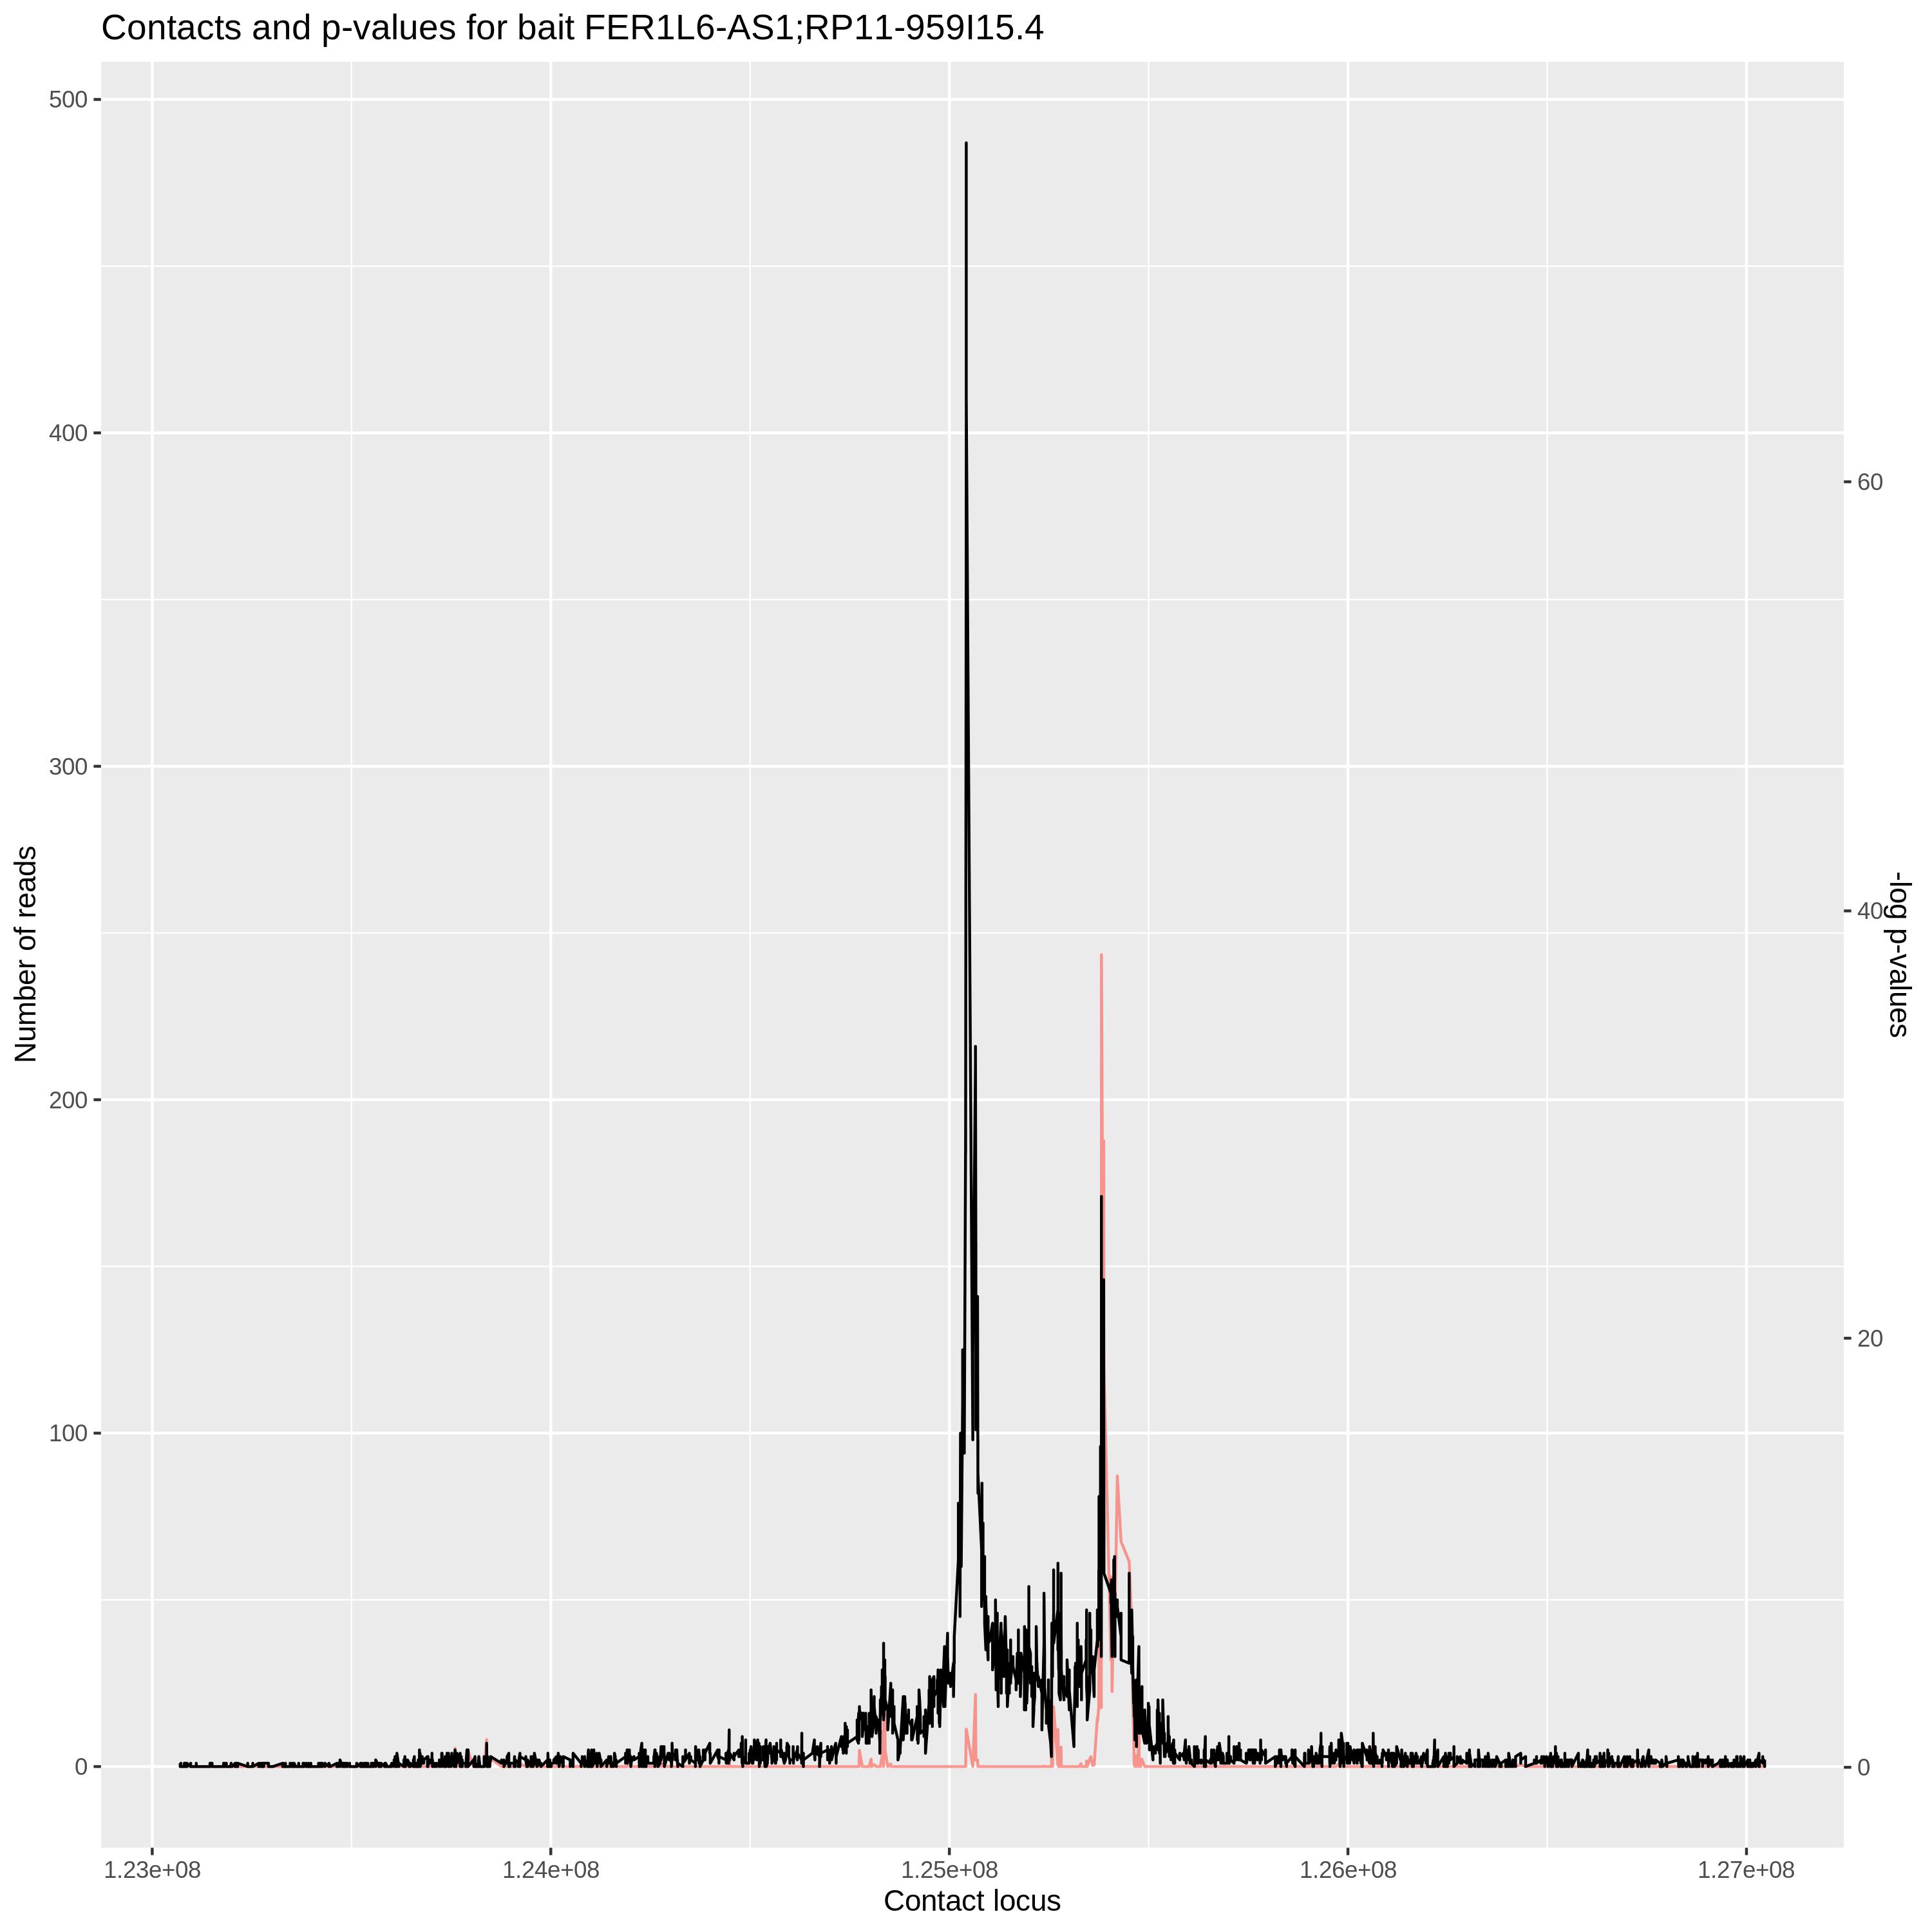 Contacts and p-values for bait FER1L6-AS1;RP11-959I15.4
500
400
300
200
100
0
Number of reads
60
40
20
0
-log p-values
1.23e+08
1.24e+08
1.25e+08
1.26e+08
1.27e+08
Contact locus